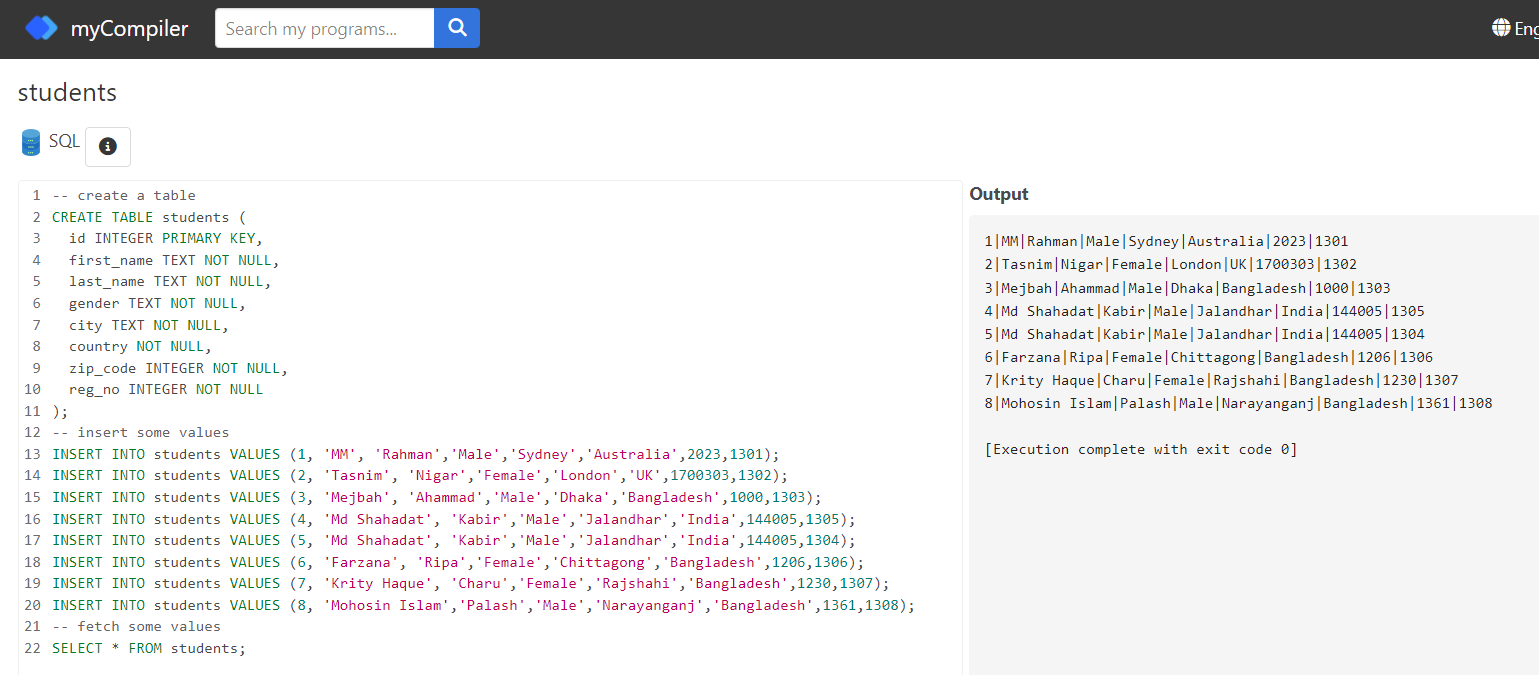 myCompiler
Search my programs...
Eng
students
SQL
1 -- create a table
2 CREATE TABLE students (
3 id INTEGER PRIMARY KEY,
4 first_name TEXT NOT NULL,
5 last_name TEXT NOT NULL,
6 gender TEXT NOT NULL,
7 city TEXT NOT NULL,
8 country NOT NULL,
9 zip_code INTEGER NOT NULL,
10 reg_no INTEGER NOT NULL
11 );
12 -- insert some values
13 INSERT INTO students VALUES (1, 'MM', 'Rahman','Male','Sydney','Australia',2023,1301);
14 INSERT INTO students VALUES (2, 'Tasnim', 'Nigar','Female','London','UK',1700303,1302);
15 INSERT INTO students VALUES (3, 'Mejbah', 'Ahammad','Male','Dhaka','Bangladesh',1000,1303);
16 INSERT INTO students VALUES (4, 'Md Shahadat', 'Kabir','Male','Jalandhar','India',144005,1305);
17 INSERT INTO students VALUES (5, 'Md Shahadat', 'Kabir','Male','Jalandhar','India',144005,1304);
18 INSERT INTO students VALUES (6, 'Farzana', 'Ripa','Female','Chittagong','Bangladesh',1206,1306);
19 INSERT INTO students VALUES (7, 'Krity Haque', 'Charu','Female','Rajshahi','Bangladesh',1230,1307);
20 INSERT INTO students VALUES (8, 'Mohosin Islam','Palash','Male','Narayanganj','Bangladesh',1361,1308);
21 -- fetch some values
22 SELECT * FROM students;
Output
1|MM|Rahman|Male|Sydney|Australia|2023|1301
2|Tasnim|Nigar|Female|London|UK|1700303|1302
3|Mejbah|Ahammad|Male|Dhaka|Bangladesh|1000|1303
4|Md Shahadat|Kabir|Male|Jalandhar|India|144005|1305
5|Md Shahadat|Kabir|Male|Jalandhar|India|144005|1304
6|Farzana|Ripa|Female|Chittagong|Bangladesh|1206|1306
7|Krity Haque|Charu|Female|Rajshahi|Bangladesh|1230|1307
8|Mohosin Islam|Palash|Male|Narayanganj|Bangladesh|1361|1308
[Execution complete with exit code 0]